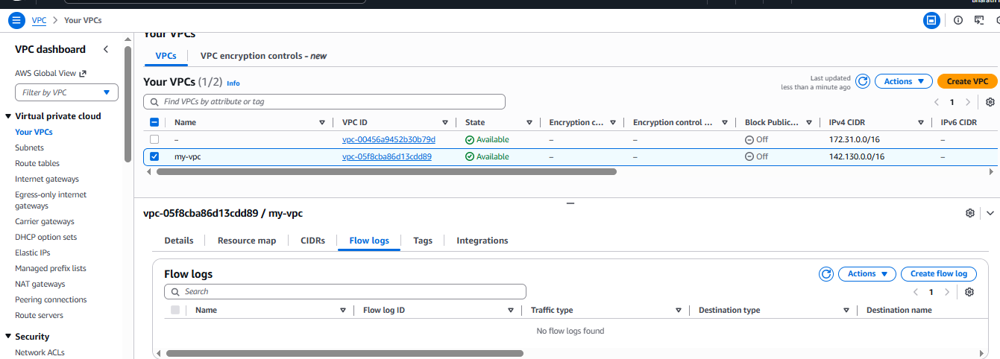 VPC > Your VPCs
Your VPCs
VPC dashboard
AWS Global View
Filter by VPC
Virtual private cloud
Your VPCs
Subnets
Route tables
Internet gateways
Egress-only internet
gateways
Carrier gateways
DHCP option sets
Elastic IPs
Managed prefix lists
NAT gateways
Peering connections
Route servers
Security
Network ACLs
VPCs VPC encryption controls - new
Your VPCs (1/2) Info
Last updated
less than a minute ago
Actions Create VPC
Find VPCs by attribute or tag
1
Name VPC ID State Encryption c... Encryption control ... Block Public... IPv4 CIDR IPv6 CIDR
– vpc-00456a9452b30b79d Available – – Off 172.31.0.0/16 –
my-vpc vpc-05f8cba86d13cdd89 Available – – Off 142.130.0.0/16 –
vpc-05f8cba86d13cdd89 / my-vpc
Details Resource map CIDRs Flow logs Tags Integrations
Flow logs
Actions Create flow log
Search
1
Name Flow log ID Traffic type Destination type Destination name
No flow logs found